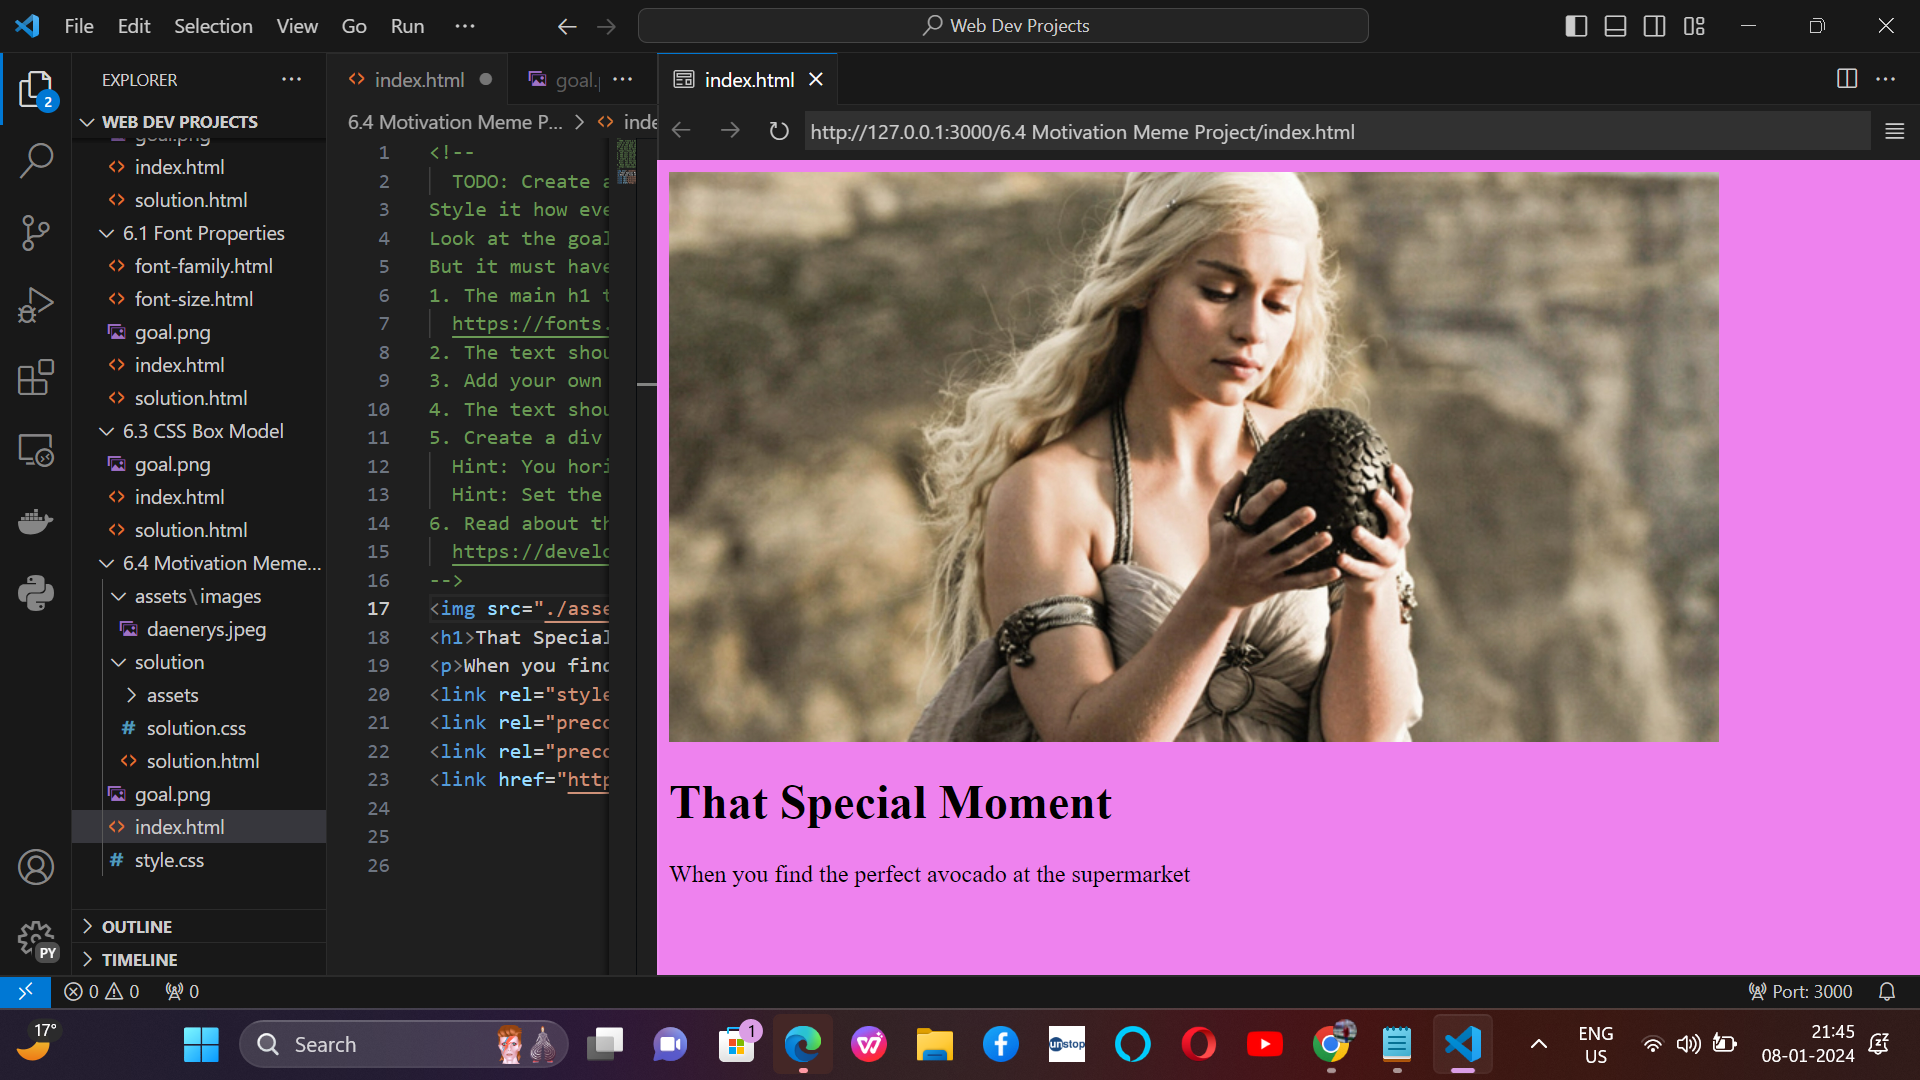 File Edit Selection View Go Run ··· Web Dev Projects
EXPLORER ···
index.html
goal.p ···
index.html
2
WEB DEV PROJECTS
6.4 Motivation Meme P... > inde
http://127.0.0.1:3000/6.4 Motivation Meme Project/index.html
goal.png
index.html
solution.html
6.1 Font Properties
font-family.html
font-size.html
goal.png
index.html
solution.html
6.3 CSS Box Model
goal.png
index.html
solution.html
6.4 Motivation Meme...
assets\images
daenerys.jpeg
solution
assets
solution.css
solution.html
goal.png
index.html
style.css
OUTLINE
TIMELINE
PY
1 <!--
2 TODO: Create a
3 Style it how eve
4 Look at the goal
5 But it must have
6 1. The main h1 t
7 https://fonts.
8 2. The text shou
9 3. Add your own
10 4. The text shou
11 5. Create a div
12 Hint: You hori
13 Hint: Set the
14 6. Read about th
15 https://develo
16 -->
17 <img src="./asse
18 <h1>That Special
19 <p>When you find
20 <link rel="style
21 <link rel="preco
22 <link rel="preco
23 <link href="http
24
25
26
That Special Moment
When you find the perfect avocado at the supermarket
0 0 0
Port: 3000
17°
Search
1
unstop
ENG
US
21:45
08-01-2024